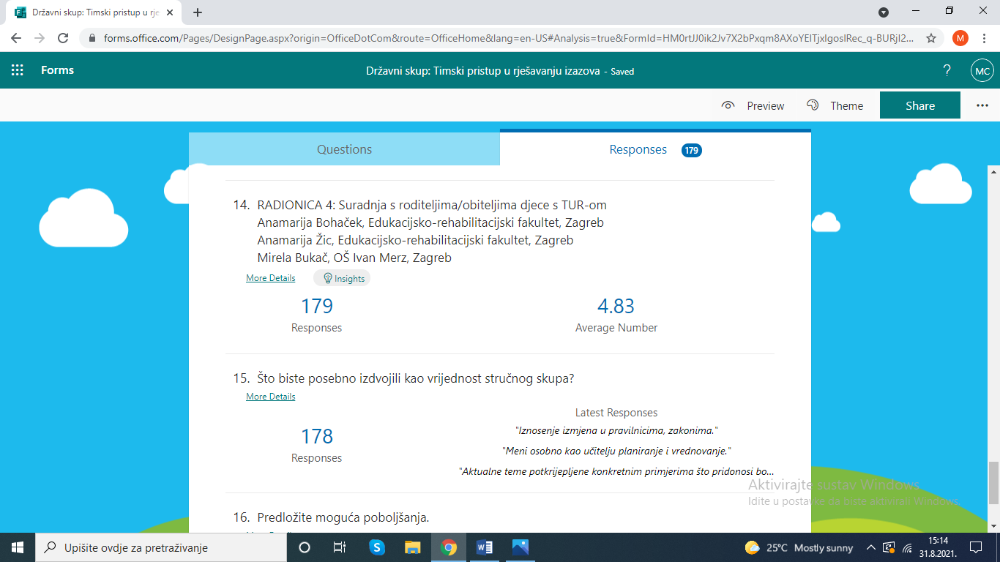 Državni skup: Timski pristup u rje
forms.office.com/Pages/DesignPage.aspx?origin=OfficeDotCom&route=OfficeHome&lang=en-US#Analysis=true&FormId=HM0rtJJ0ik2Jv7X2bPxqm8AXoYEITjxIgoslRec_q-BURjl2...
M
Forms
Državni skup: Timski pristup u rješavanju izazova - Saved
?
MC
Preview
Theme
Share
Questions
Responses 179
14. RADIONICA 4: Suradnja s roditeljima/obiteljima djece s TUR-om
Anamarija Bohaček, Edukacijsko-rehabilitacijski fakultet, Zagreb
Anamarija Žic, Edukacijsko-rehabilitacijski fakultet, Zagreb
Mirela Bukač, OŠ Ivan Merz, Zagreb
More Details Insights
179 4.83
Responses Average Number
15. Što biste posebno izdvojili kao vrijednost stručnog skupa?
More Details
Latest Responses
178
Responses
"Iznosenje izmjena u pravilnicima, zakonima."
"Meni osobno kao učitelju planiranje i vrednovanje."
"Aktualne teme potkrijepljene konkretnim primjerima što pridonosi bo...
Aktivirajte sustav Windows
Idite u postavke da biste aktivirali Windows.
16. Predložite moguća poboljšanja.
Upišite ovdje za pretraživanje
25°C Mostly sunny
15:14
31.8.2021.